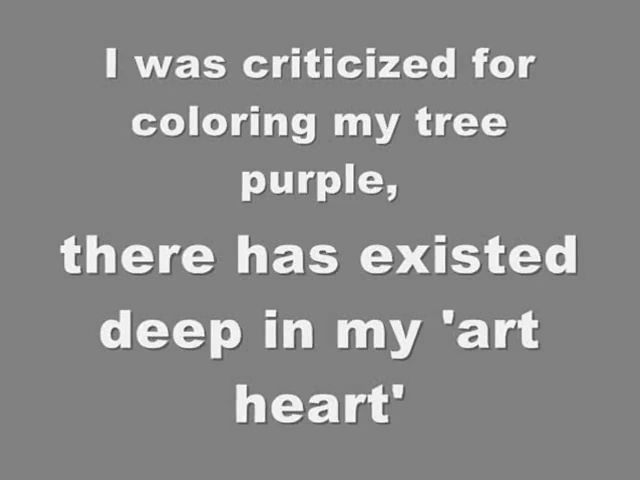 I was criticized for
coloring my tree
purple,
there has existed
deep in my 'art
heart'